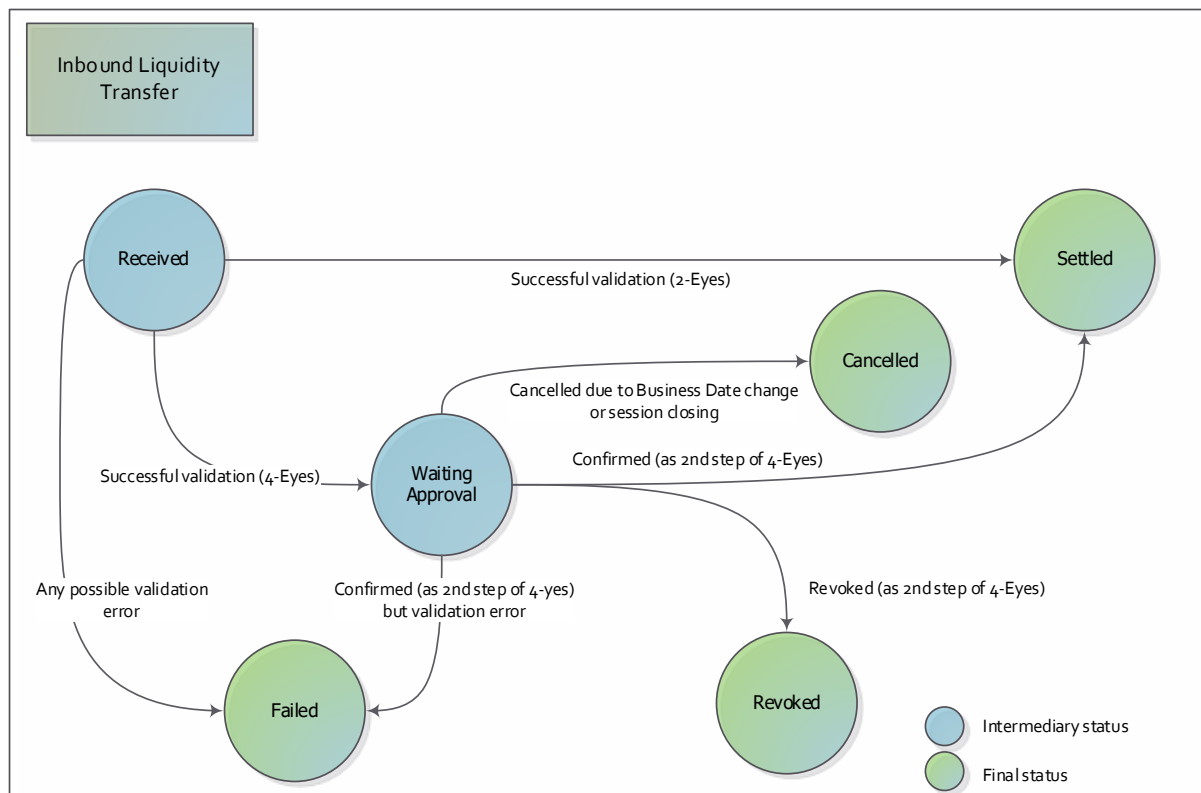 Inbound Liquidity
Transfer
Received
Settled
Successful validation (2-Eyes)
Cancelled
Cancelled due to Business Date change
or session closing
Confirmed (as 2nd step of 4-Eyes)
Successful validation (4-Eyes)
Waiting
Approval
Any possible validation
error
Confirmed (as 2nd step of 4-yes)
but validation error
Revoked (as 2nd step of 4-Eyes)
Failed
Revoked
Intermediary status
Final status